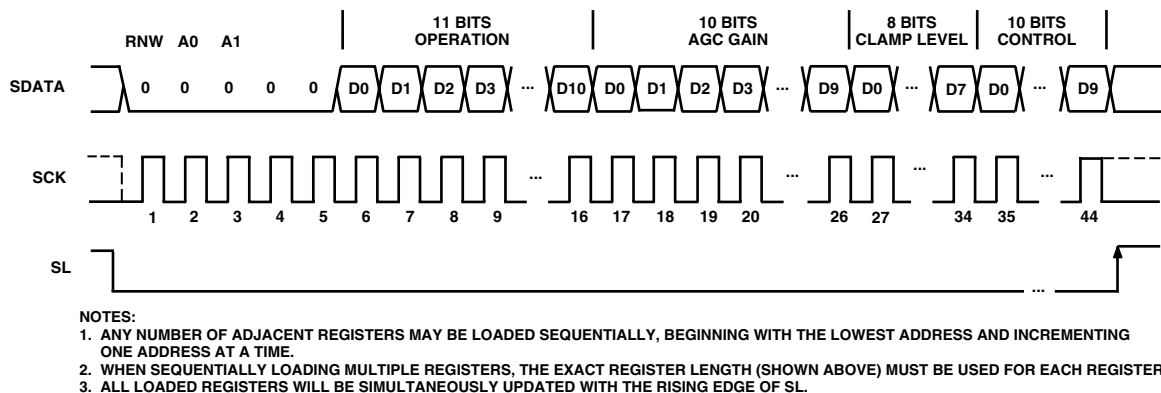 11 BITS 10 BITS 8 BITS 10 BITS
RNW A0 A1 OPERATION AGC GAIN CLAMP LEVEL CONTROL
SDATA 0 0 0 0 0 D0 D1 D2 D3 ... D10 D0 D1 D2 D3 ... D9 D0 ... D7 D0 ... D9
SCK ... ... ... ...
1 2 3 4 5 6 7 8 9 16 17 18 19 20 26 27 34 35 44
SL ...
NOTES:
1. ANY NUMBER OF ADJACENT REGISTERS MAY BE LOADED SEQUENTIALLY, BEGINNING WITH THE LOWEST ADDRESS AND INCREMENTING
ONE ADDRESS AT A TIME.
2. WHEN SEQUENTIALLY LOADING MULTIPLE REGISTERS, THE EXACT REGISTER LENGTH (SHOWN ABOVE) MUST BE USED FOR EACH REGISTER
3. ALL LOADED REGISTERS WILL BE SIMULTANEOUSLY UPDATED WITH THE RISING EDGE OF SL.